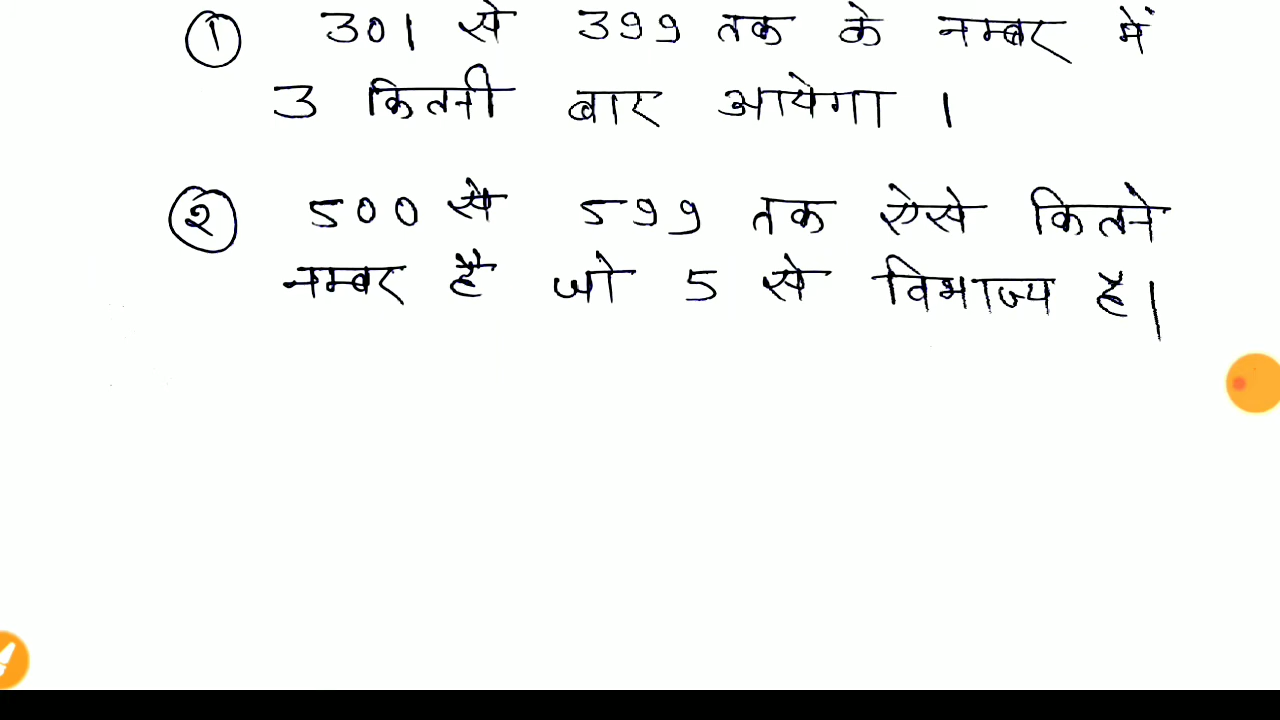 ① 301 से 399 तक के नम्बर में
3 कितनी बार आयेगा ।
② 500 से 599 तक ऐसे कितने
नम्बर है जो 5 से विभाज्य है।